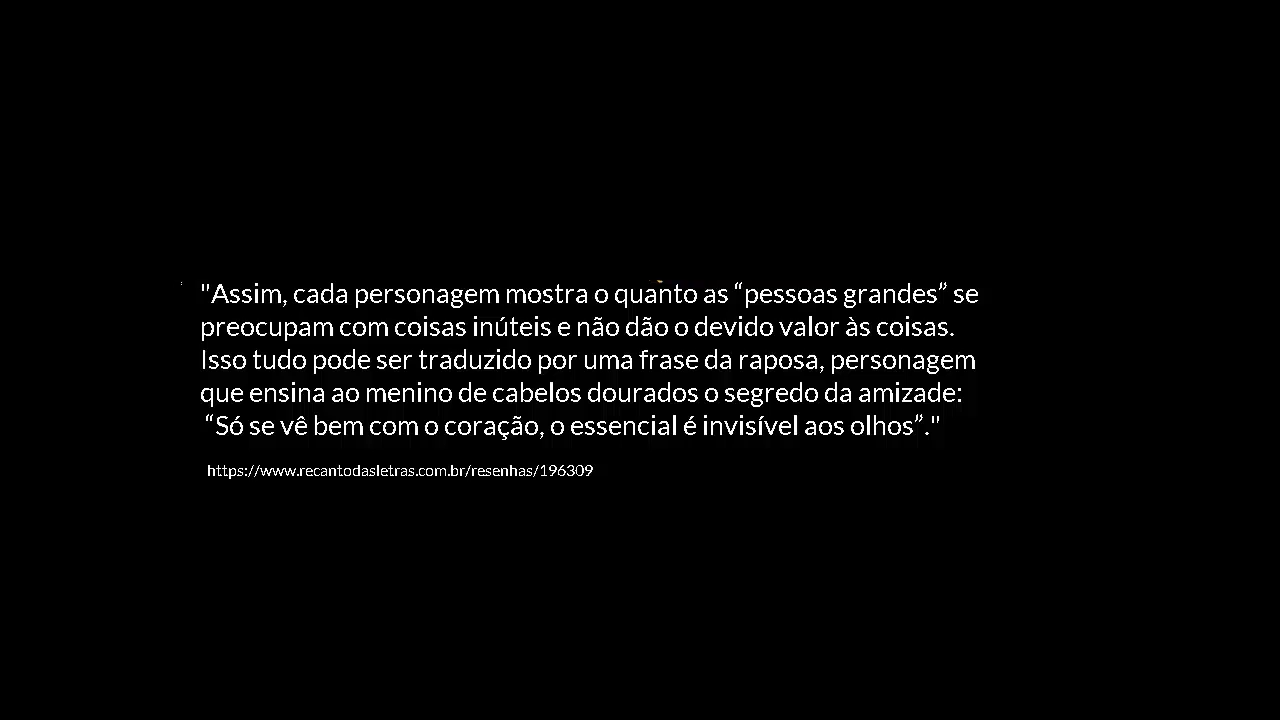 "Assim, cada personagem mostra o quanto as “pessoas grandes” se
preocupam com coisas inúteis e não dão o devido valor às coisas.
Isso tudo pode ser traduzido por uma frase da raposa, personagem
que ensina ao menino de cabelos dourados o segredo da amizade:
“Só se vê bem com o coração, o essencial é invisível aos olhos”."
https://www.recantodasletras.com.br/resenhas/196309